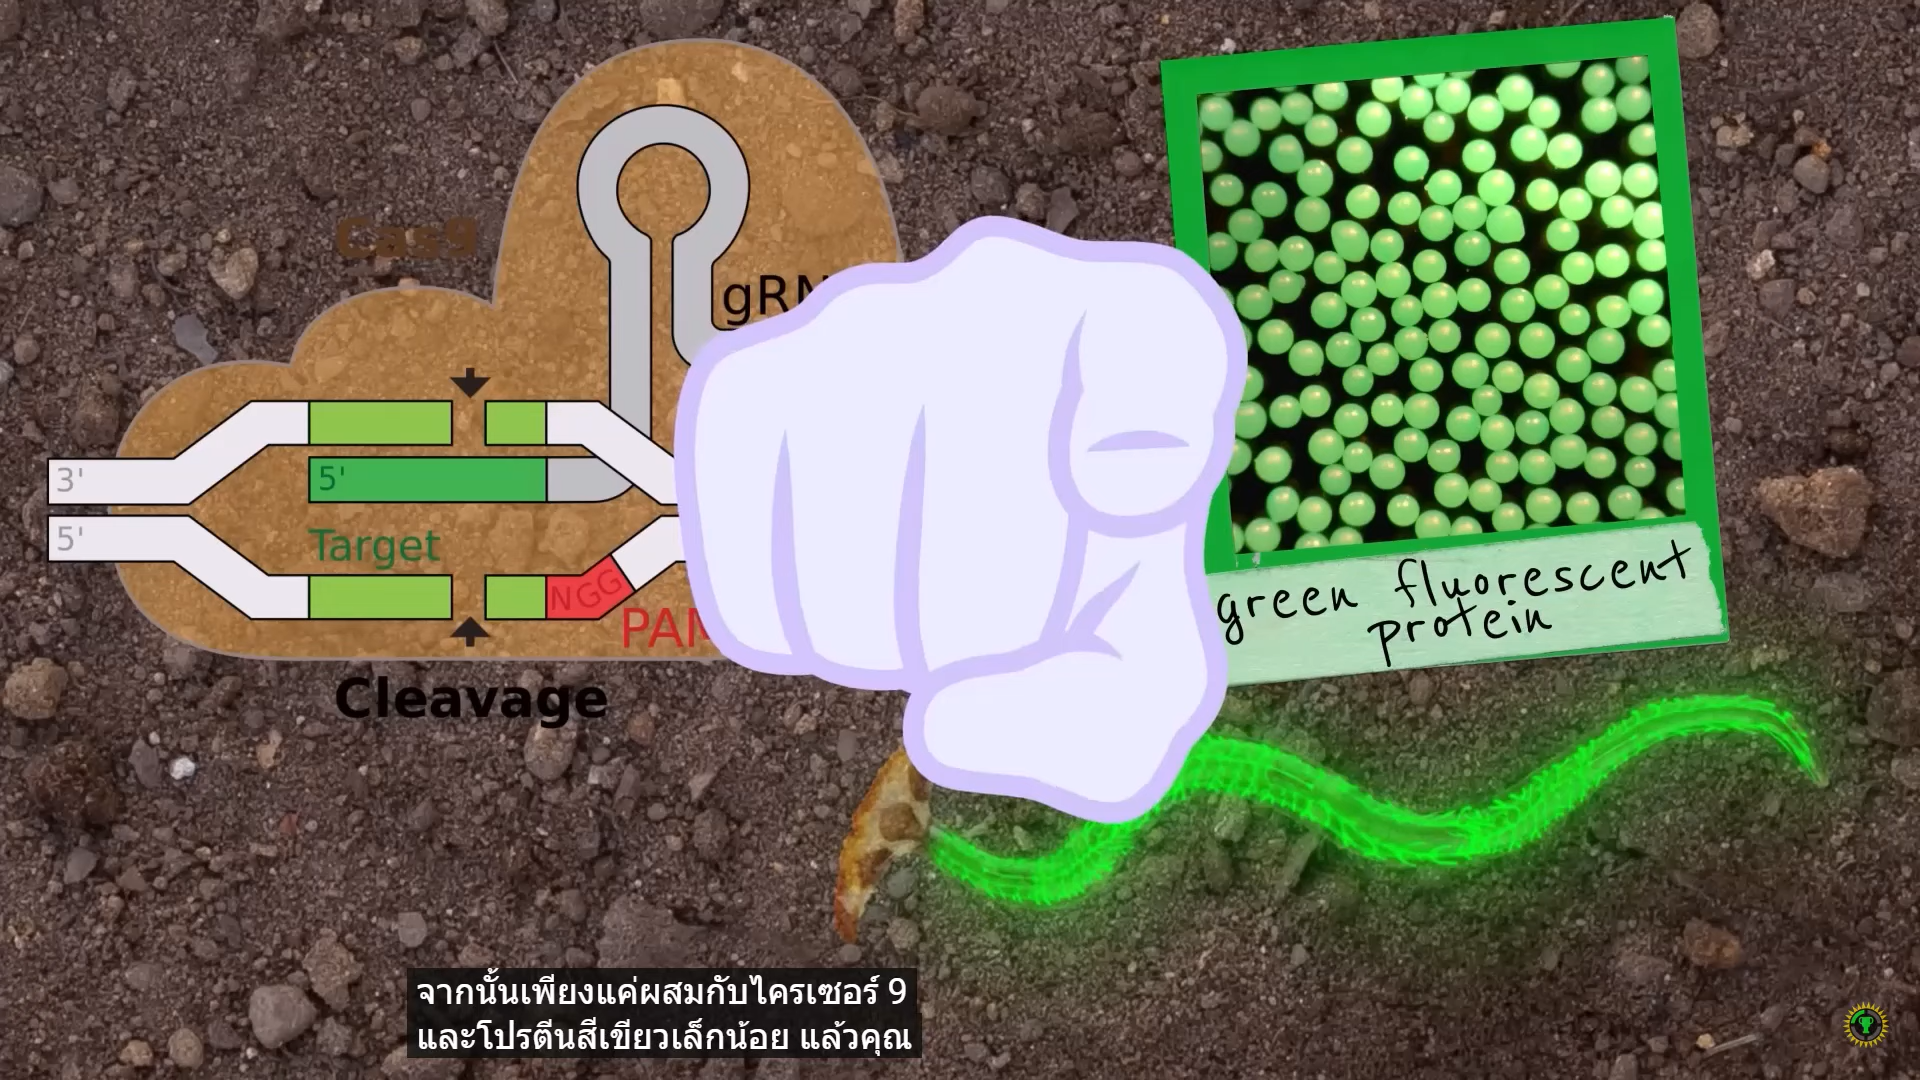 Cas9
gRN
3'
5'
5'
Target
NGG
PAM
Cleavage
green fluorescent
protein
จากนั้นเพียงแค่ผสมกับไครเซอร์ 9
และโปรตีนสีเขียวเล็กน้อย แล้วคุณ